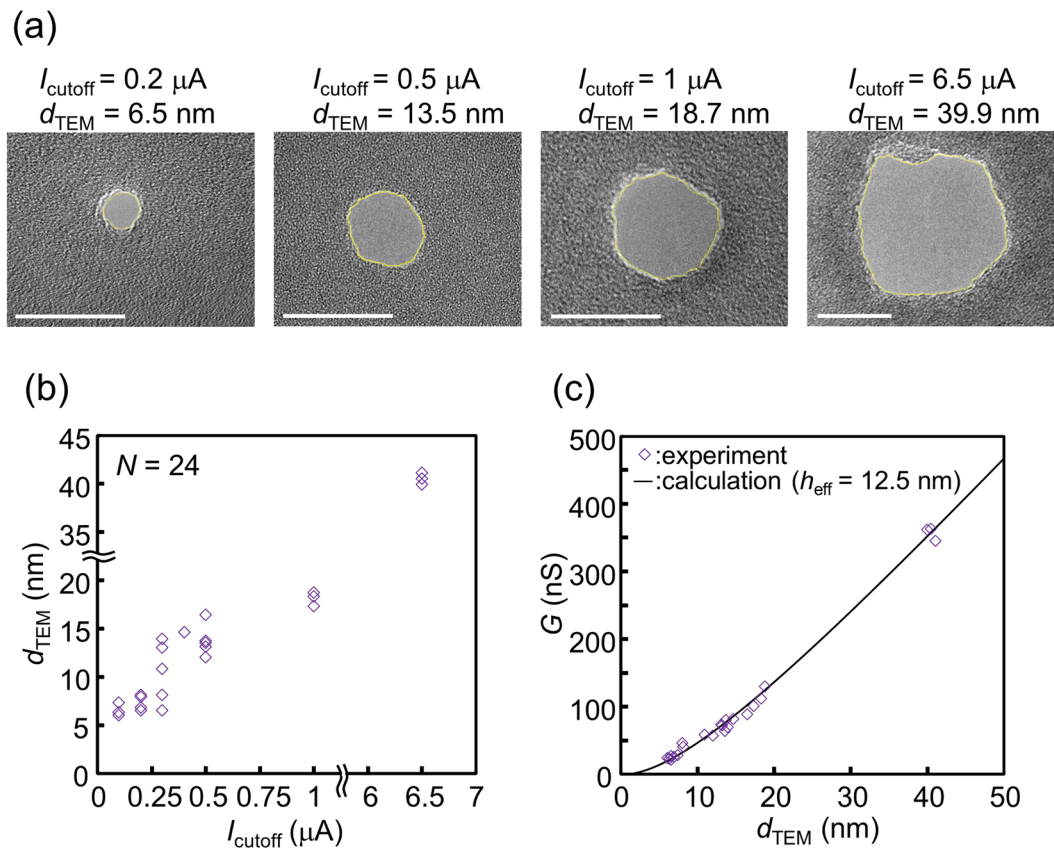 (a)
I_cutoff = 0.2 μA
d_TEM = 6.5 nm
I_cutoff = 0.5 μA
d_TEM = 13.5 nm
I_cutoff = 1 μA
d_TEM = 18.7 nm
I_cutoff = 6.5 μA
d_TEM = 39.9 nm
(b)
N = 24
d_TEM (nm)
45
40
35
20
15
10
5
0
0 0.25 0.5 0.75 1 6 6.5 7
I_cutoff (μA)
(c)
◇:experiment
—:calculation (h_eff = 12.5 nm)
G (nS)
500
400
300
200
100
0
0 10 20 30 40 50
d_TEM (nm)